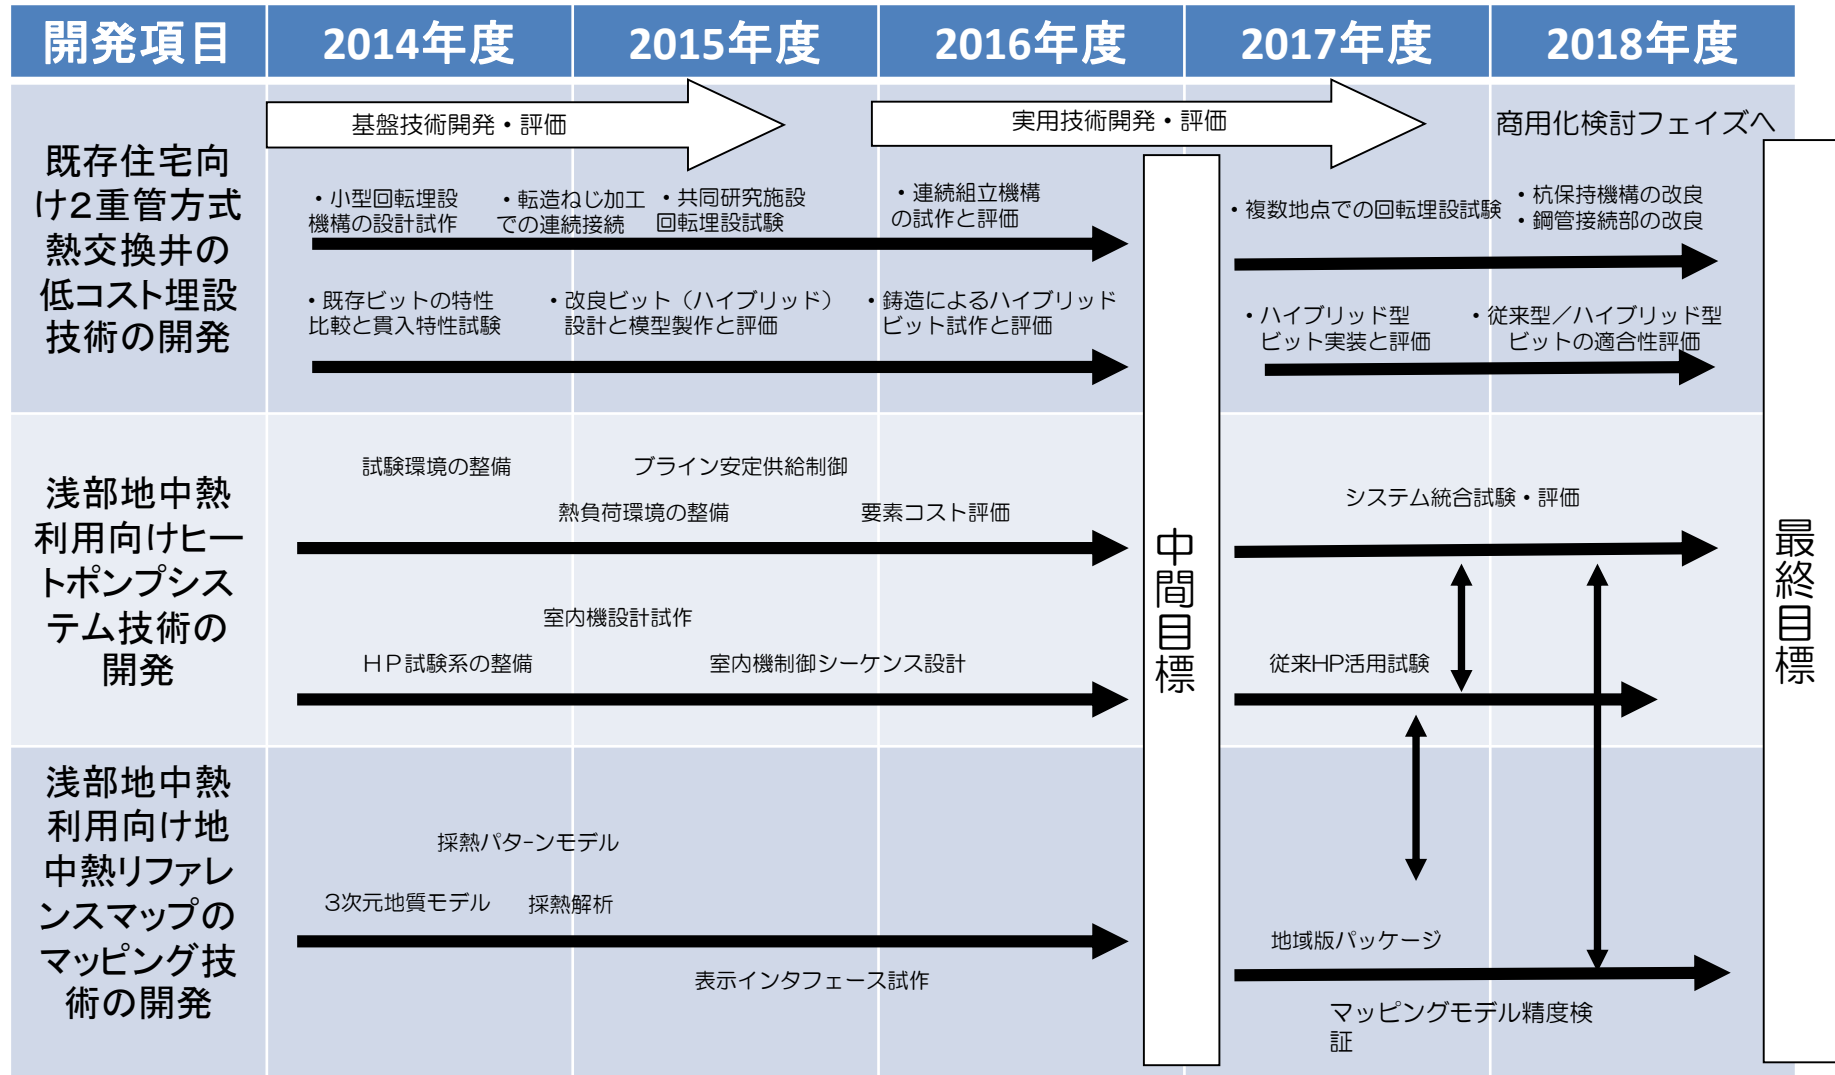 開発項目
2014年度
2015年度
2016年度
2017年度
2018年度
既存住宅向
け２重管方式
熱交換井の
低コスト埋設
技術の開発
基盤技術開発・評価
実用技術開発・評価
商用化検討フェイズへ
・小型回転埋設
機構の設計試作
・転造ねじ加工
での連続接続
・共同研究施設
回転埋設試験
・連続組立機構
の試作と評価
・複数地点での回転埋設試験
・杭保持機構の改良
・鋼管接続部の改良
・既存ビットの特性
比較と貫入特性試験
・改良ビット（ハイブリッド）
設計と模型製作と評価
・鋳造によるハイブリッド
ビット試作と評価
・ハイブリッド型
ビット実装と評価
・従来型／ハイブリッド型
ビットの適合性評価
中間目標
最終目標
浅部地中熱
利用向けヒー
トポンプシス
テム技術の
開発
試験環境の整備
ブライン安定供給制御
熱負荷環境の整備
要素コスト評価
システム統合試験・評価
室内機設計試作
ＨＰ試験系の整備
室内機制御シーケンス設計
従来HP活用試験
浅部地中熱
利用向け地
中熱リファレ
ンスマップの
マッピング技
術の開発
採熱パターンモデル
3次元地質モデル
採熱解析
表示インタフェース試作
地域版パッケージ
マッピングモデル精度検
証